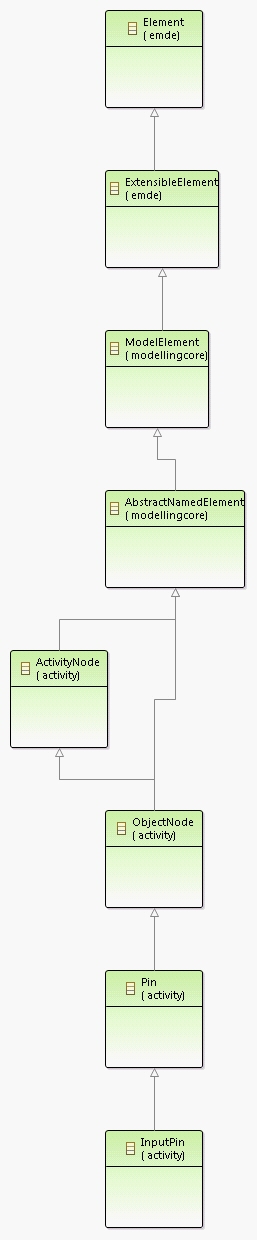 Element
( emde)
ExtensibleElement
( emde)
ModelElement
( modellingcore)
AbstractNamedElement
( modellingcore)
ActivityNode
( activity)
ObjectNode
( activity)
Pin
( activity)
InputPin
( activity)